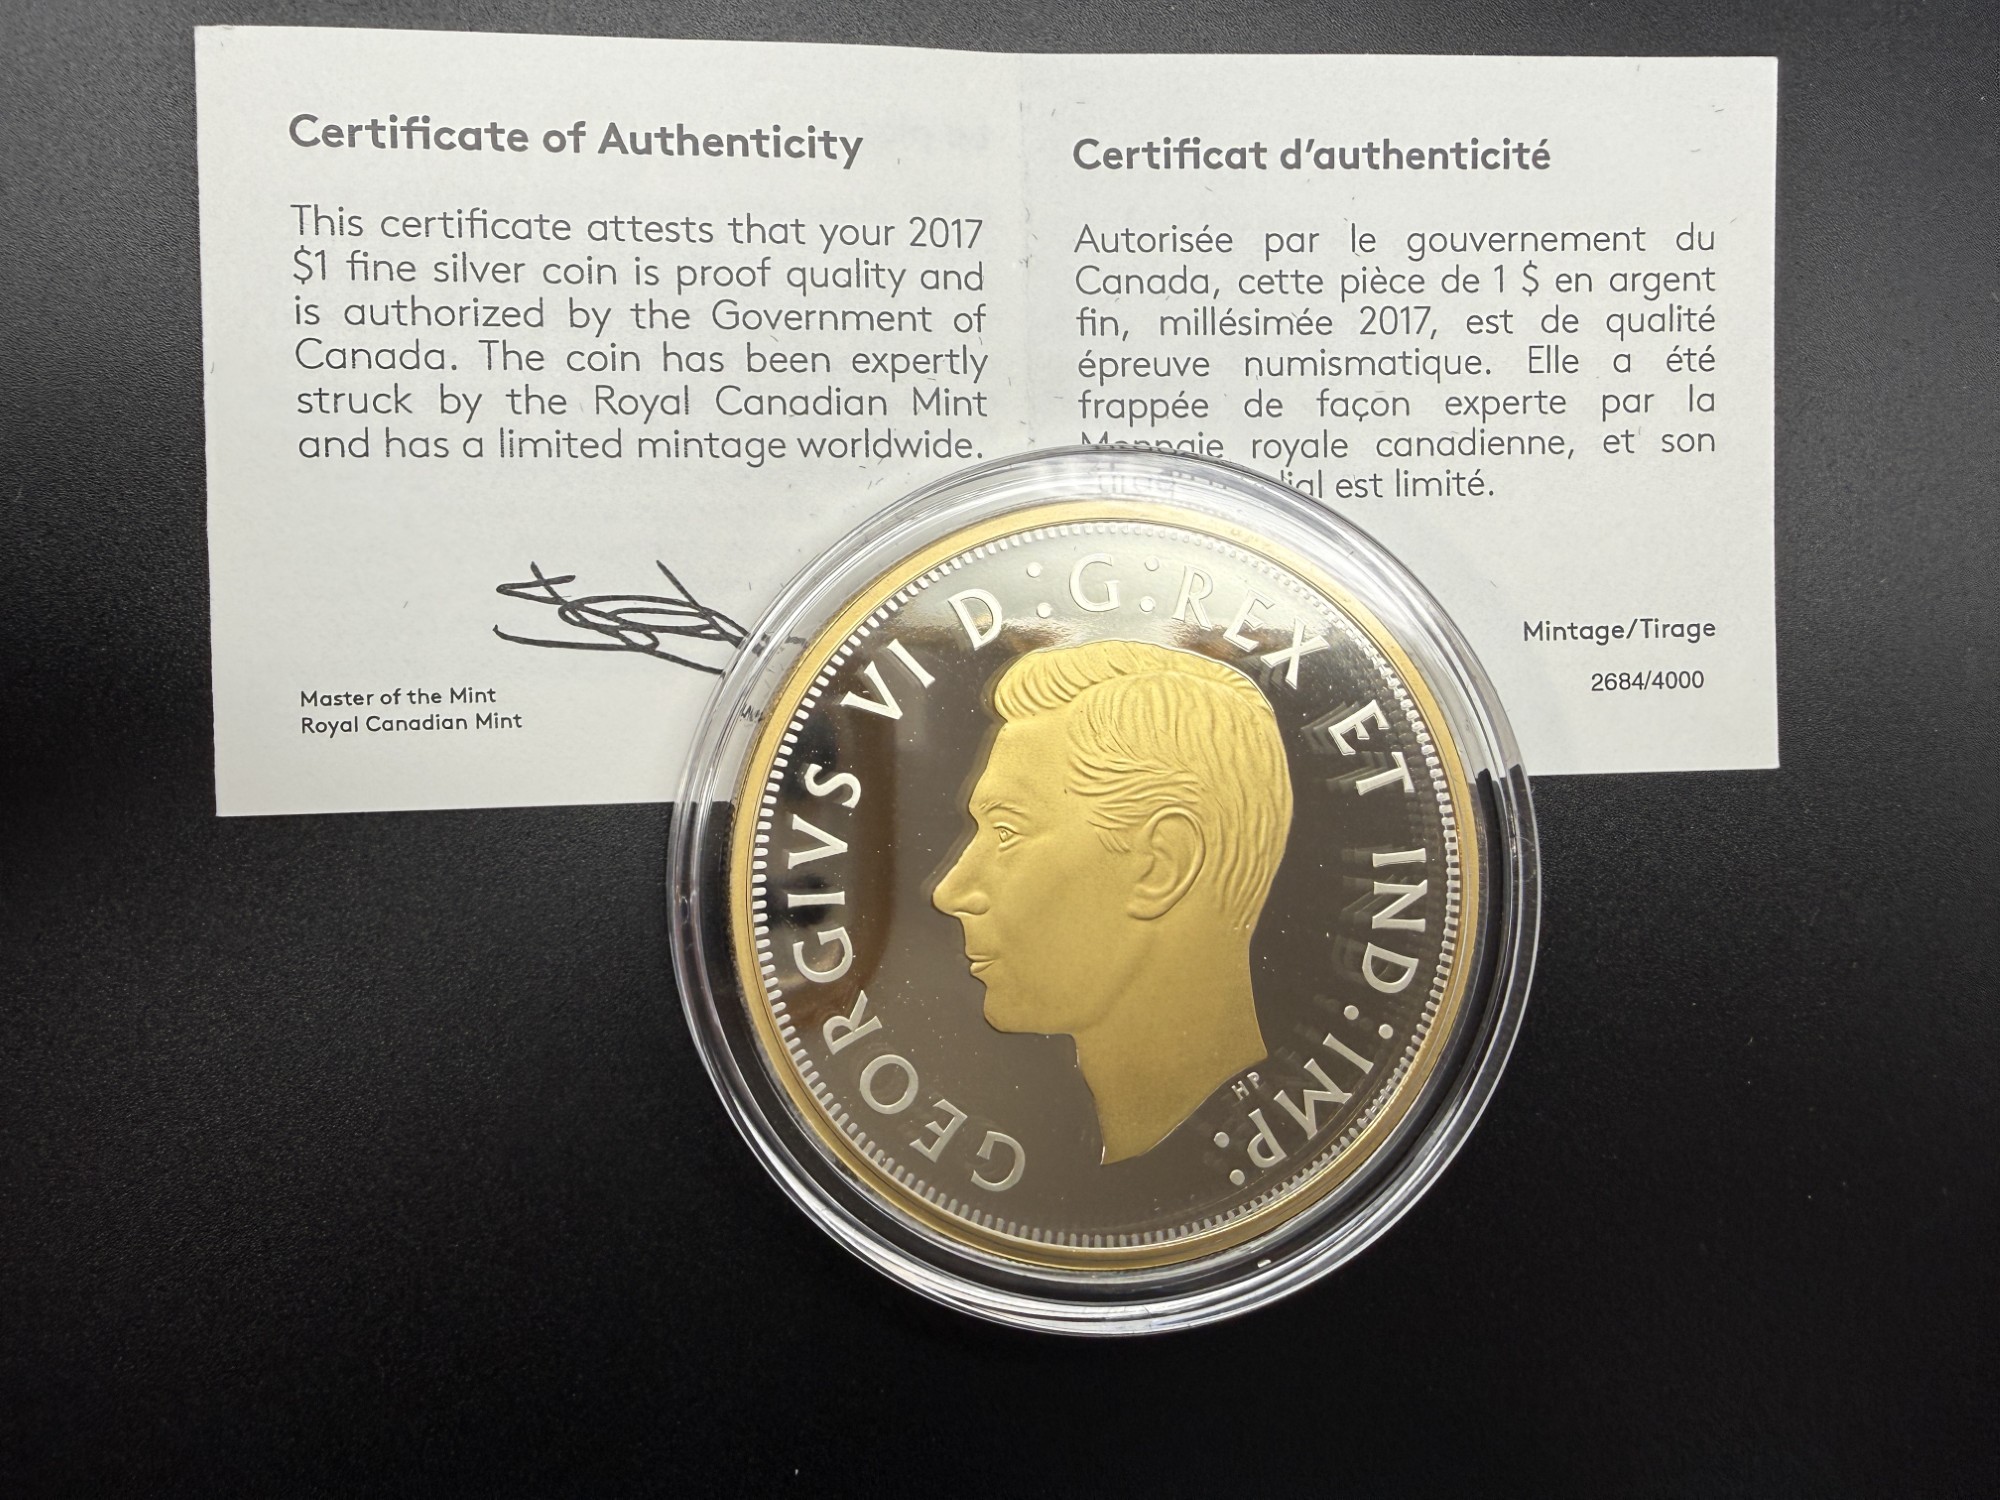 Certificate of Authenticity
This certificate attests that your 2017
$1 fine silver coin is proof quality and
is authorized by the Government of
Canada. The coin has been expertly
struck by the Royal Canadian Mint
and has a limited mintage worldwide.
Master of the Mint
Royal Canadian Mint
Certificat d'authenticité
Autorisée par le gouvernement du
Canada, cette pièce de 1 $ en argent
fin, millésimée 2017, est de qualité
épreuve numismatique. Elle a été
frappée de façon experte par la
Monnaie royale canadienne, et son
est limité.
Mintage/Tirage
2684/4000
GEORGIVS VI D:G:REX ET IND:IMP:
HP